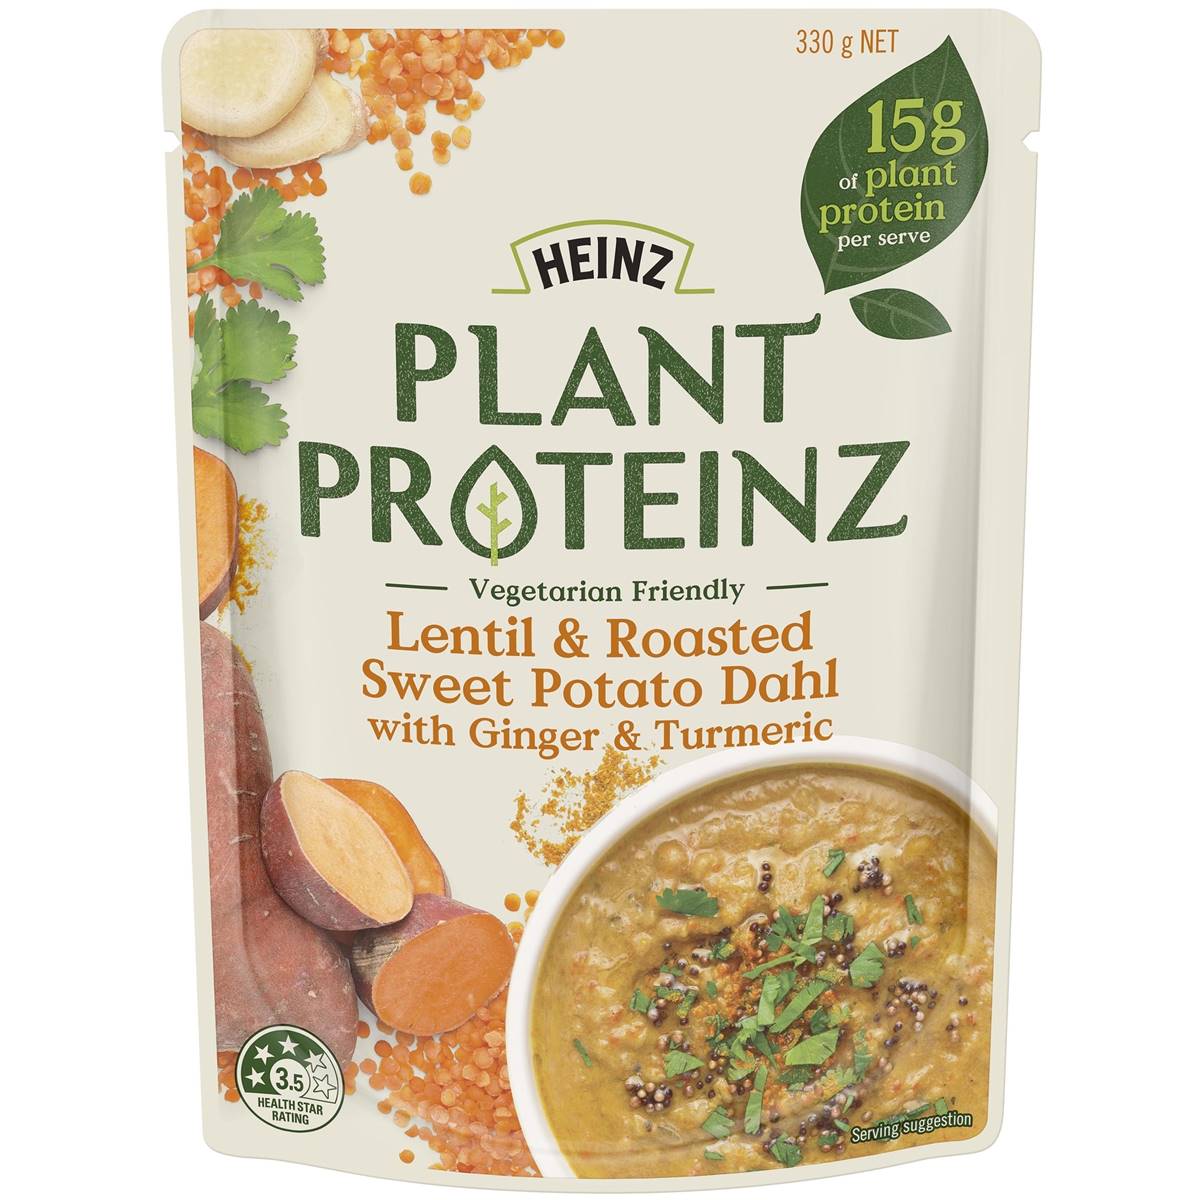 330 g NET
15g
of plant
protein
per serve
HEINZ
PLANT
PROTEINZ
Vegetarian Friendly
Lentil & Roasted
Sweet Potato Dahl
with Ginger & Turmeric
3.5
HEALTH STAR
RATING
Serving suggestion